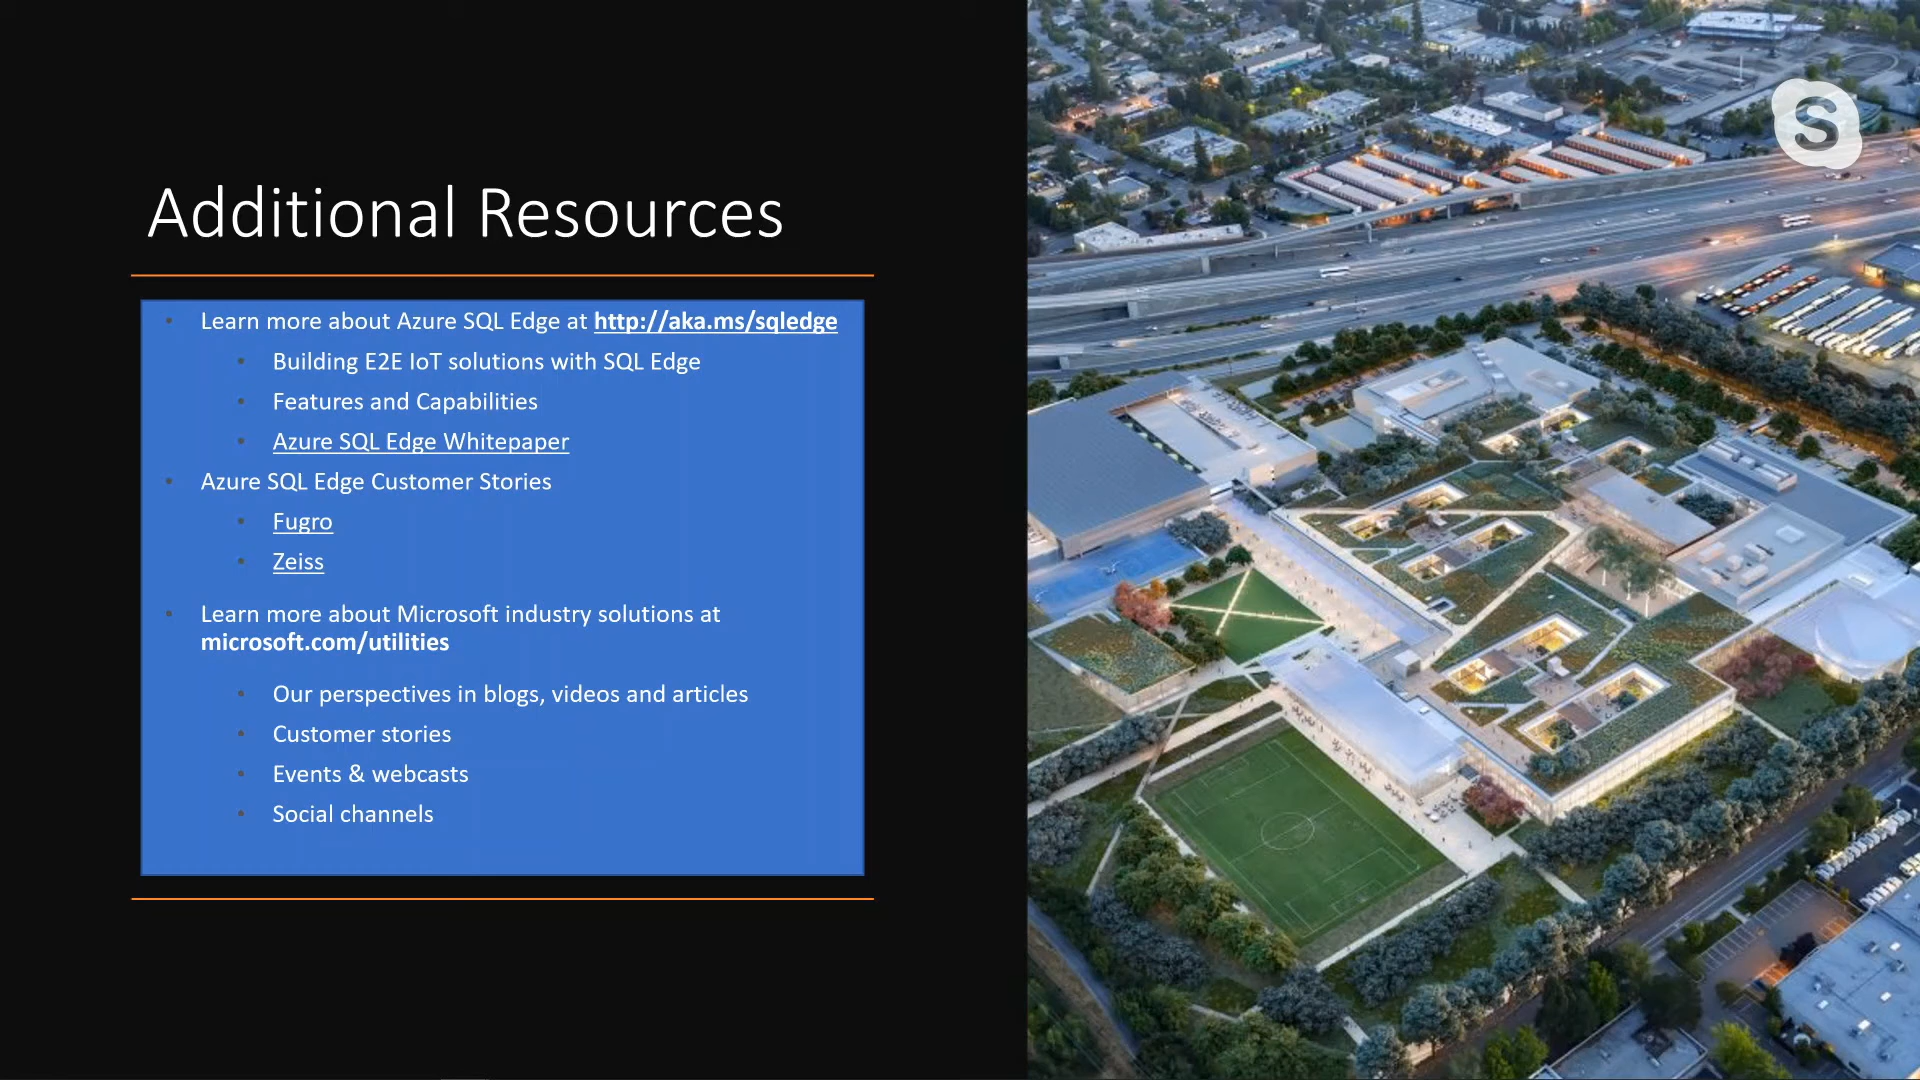 Additional Resources
Learn more about Azure SQL Edge at http://aka.ms/sqledge
Building E2E IoT solutions with SQL Edge
Features and Capabilities
Azure SQL Edge Whitepaper
Azure SQL Edge Customer Stories
Fugro
Zeiss
Learn more about Microsoft industry solutions at
microsoft.com/utilities
Our perspectives in blogs, videos and articles
Customer stories
Events & webcasts
Social channels
S